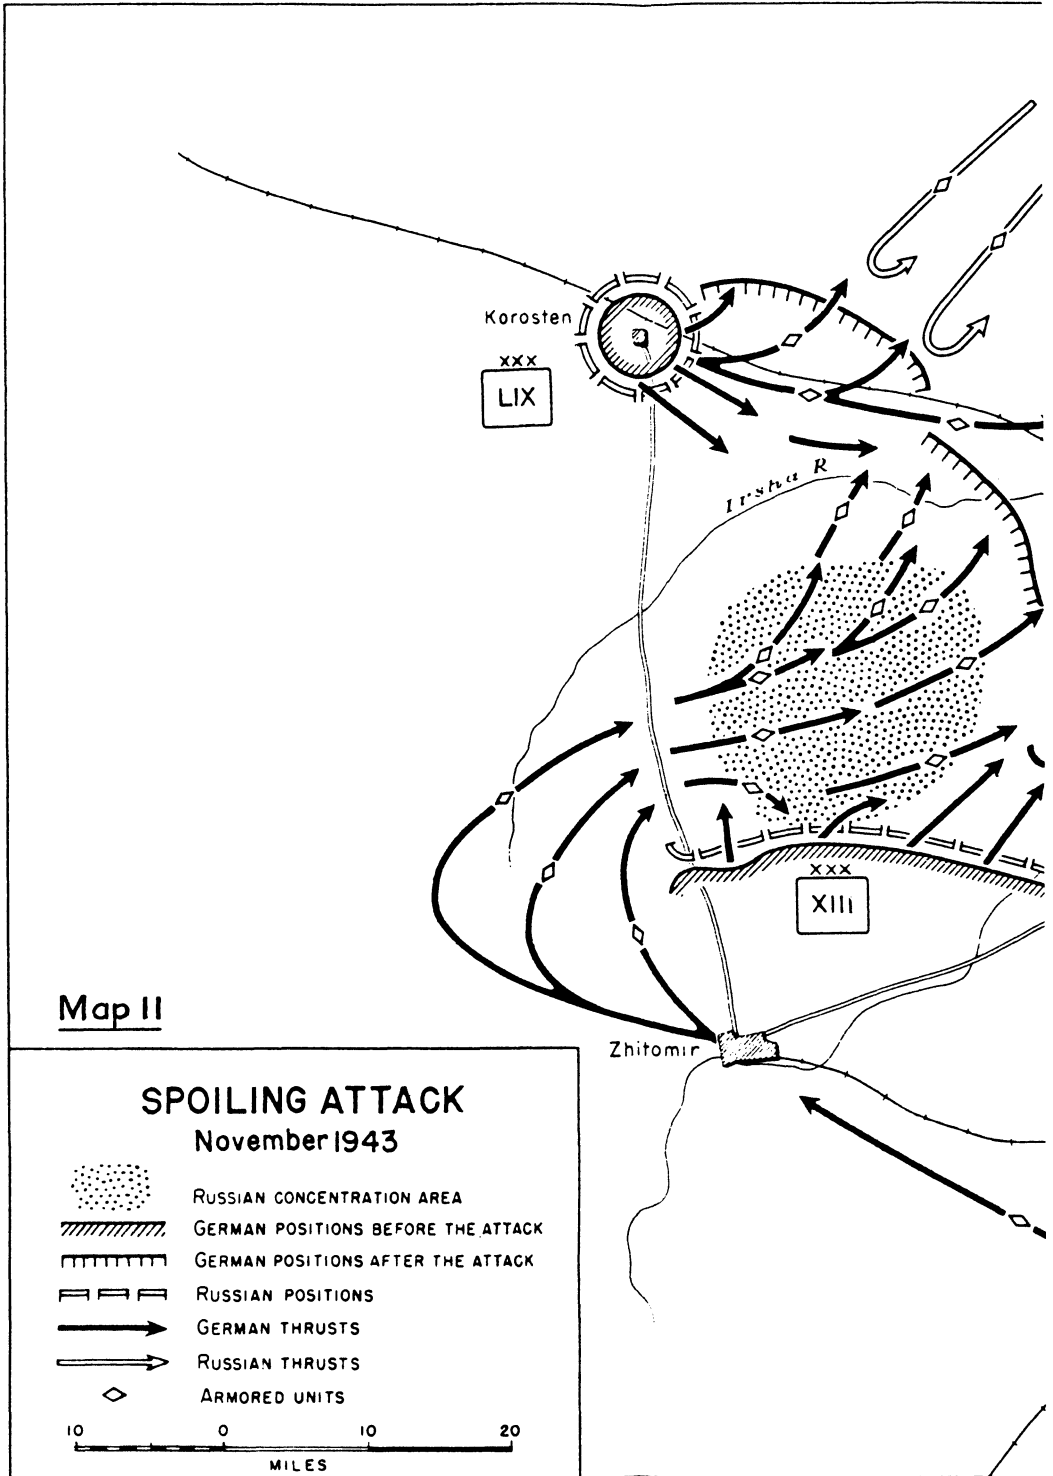 Korosten
XXX
LIX
Irsha R
XXX
XIII
Map II
Zhitomir
SPOILING ATTACK
November 1943
RUSSIAN CONCENTRATION AREA
GERMAN POSITIONS BEFORE THE ATTACK
GERMAN POSITIONS AFTER THE ATTACK
RUSSIAN POSITIONS
GERMAN THRUSTS
RUSSIAN THRUSTS
ARMORED UNITS
10 0 10 20
MILES